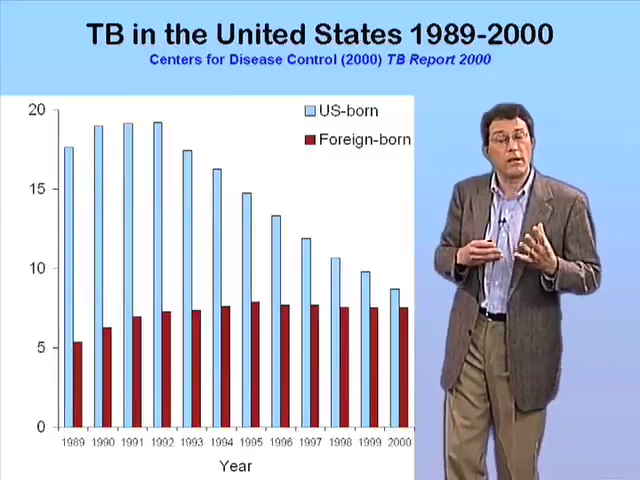 TB in the United States 1989-2000
Centers for Disease Control (2000) TB Report 2000
20
US-born
Foreign-born
15
10
5
0
1989 1990 1991 1992 1993 1994 1995 1996 1997 1998 1999 2000
Year